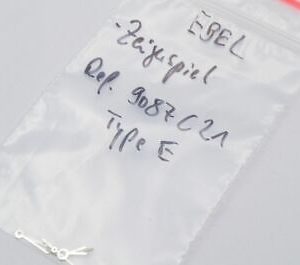 EBEL
-Zeigerspiel
Ref. 9087C21
Type E